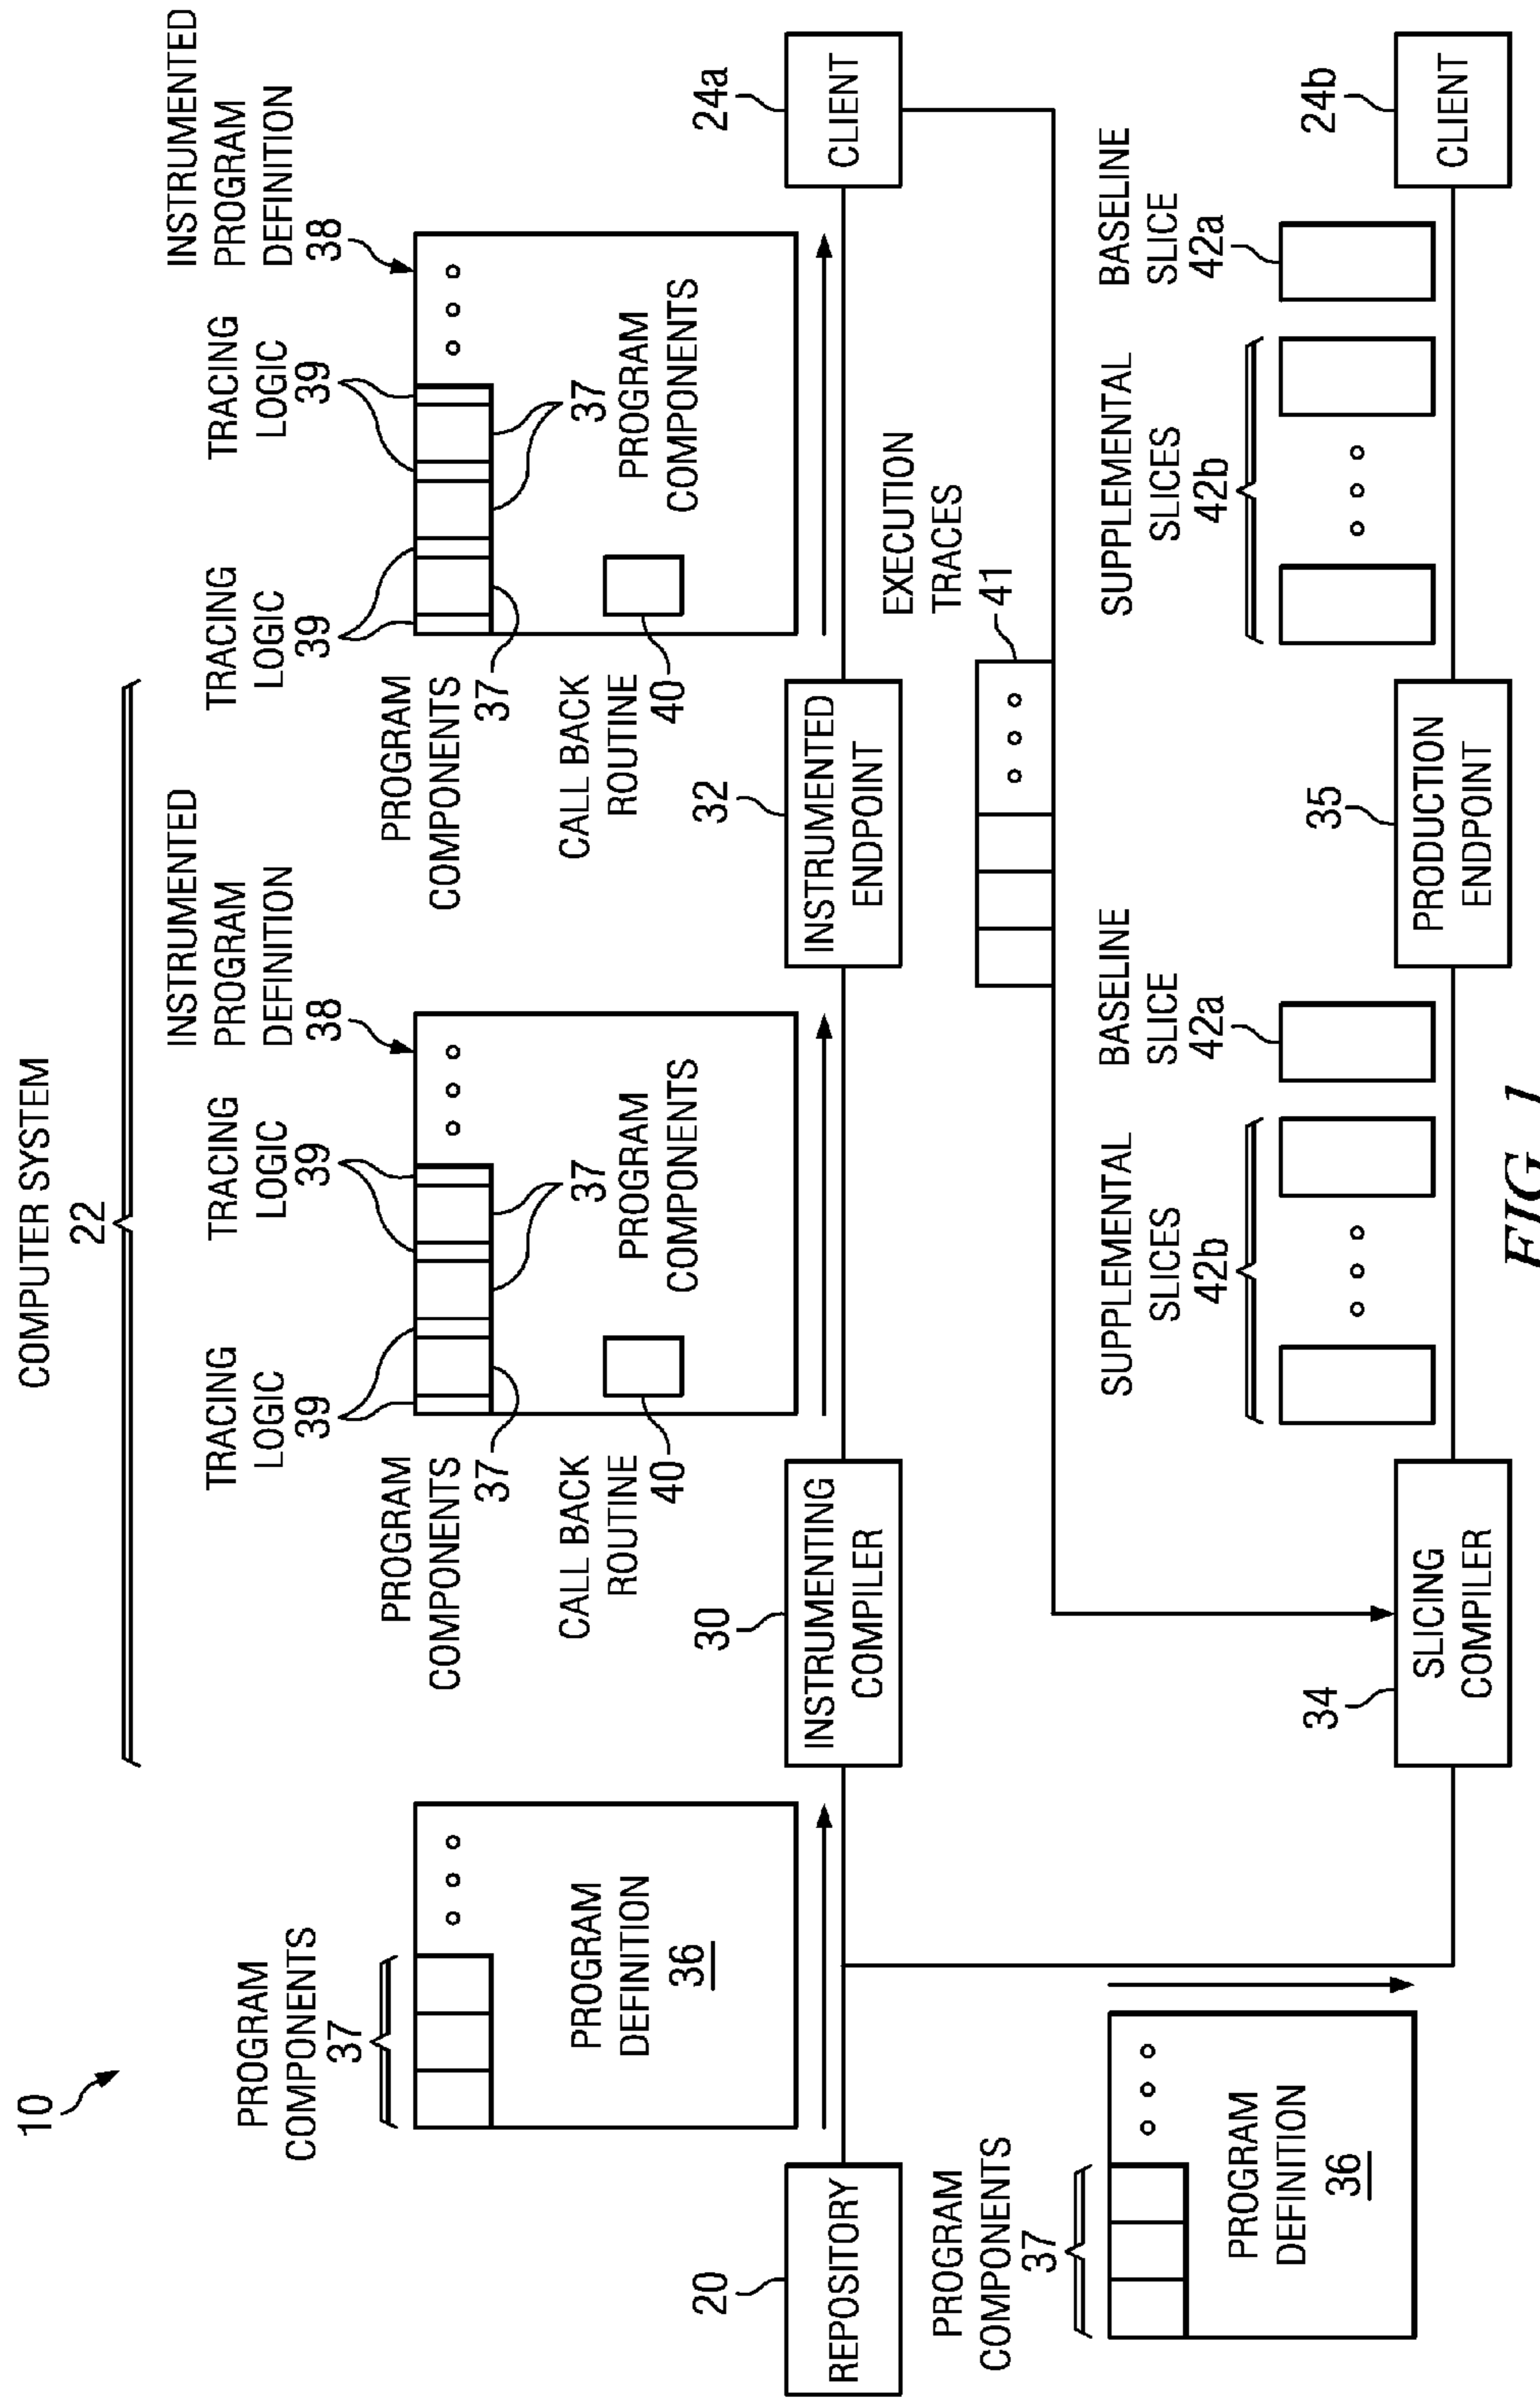 10
COMPUTER SYSTEM
22
PROGRAM
COMPONENTS
37
PROGRAM
DEFINITION
36
TRACING
LOGIC
39
TRACING
LOGIC
39
INSTRUMENTED
PROGRAM
DEFINITION
38
PROGRAM
COMPONENTS
37
37
PROGRAM
COMPONENTS
CALL BACK
ROUTINE
40
TRACING
LOGIC
39
TRACING
LOGIC
39
INSTRUMENTED
PROGRAM
DEFINITION
38
PROGRAM
COMPONENTS
37
37
PROGRAM
COMPONENTS
CALL BACK
ROUTINE
40
20
REPOSITORY
30
INSTRUMENTING
COMPILER
32
INSTRUMENTED
ENDPOINT
24a
CLIENT
EXECUTION
TRACES
41
PROGRAM
COMPONENTS
37
PROGRAM
DEFINITION
36
SUPPLEMENTAL
SLICES
42b
BASELINE
SLICE
42a
SUPPLEMENTAL
SLICES
42b
BASELINE
SLICE
42a
34
SLICING
COMPILER
35
PRODUCTION
ENDPOINT
24b
CLIENT
FIG. 1